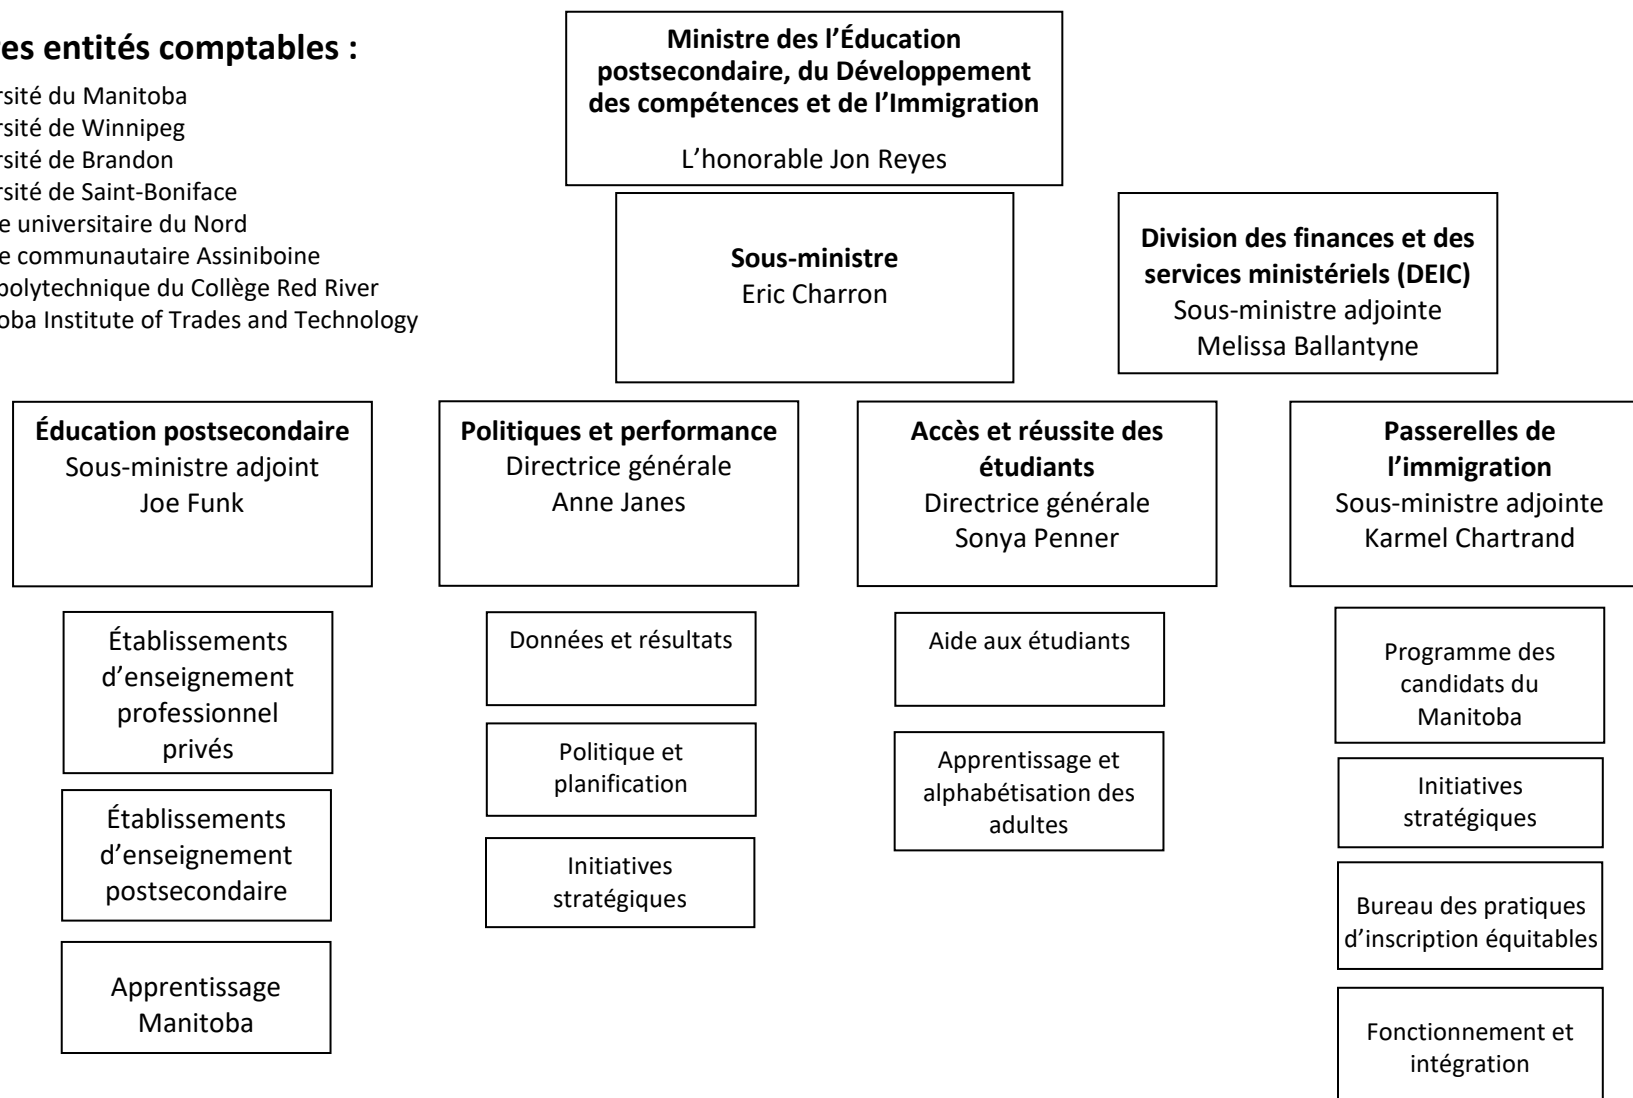 res entités comptables :
rsité du Manitoba
rsité de Winnipeg
rsité de Brandon
rsité de Saint-Boniface
e universitaire du Nord
e communautaire Assiniboine
polytechnique du Collège Red River
oba Institute of Trades and Technology
Ministre des l’Éducation
postsecondaire, du Développement
des compétences et de l’Immigration
L’honorable Jon Reyes
Sous-ministre
Eric Charron
Division des finances et des
services ministériels (DEIC)
Sous-ministre adjointe
Melissa Ballantyne
Éducation postsecondaire
Sous-ministre adjoint
Joe Funk
Établissements
d’enseignement
professionnel
privés
Établissements
d’enseignement
postsecondaire
Apprentissage
Manitoba
Politiques et performance
Directrice générale
Anne Janes
Données et résultats
Politique et
planification
Initiatives
stratégiques
Accès et réussite des
étudiants
Directrice générale
Sonya Penner
Aide aux étudiants
Apprentissage et
alphabétisation des
adultes
Passerelles de
l’immigration
Sous-ministre adjointe
Karmel Chartrand
Programme des
candidats du
Manitoba
Initiatives
stratégiques
Bureau des pratiques
d’inscription équitables
Fonctionnement et
intégration